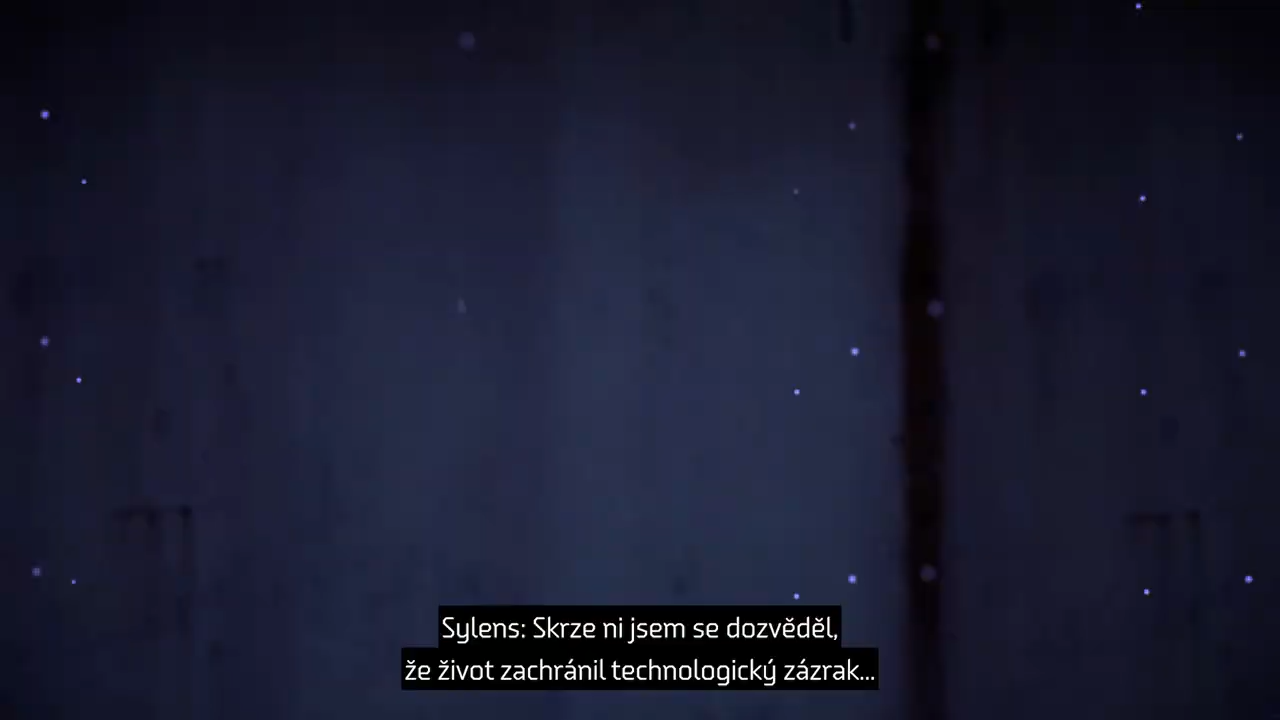 Sylens: Skrze ni jsem se dozvěděl,
že život zachránil technologický zázrak...